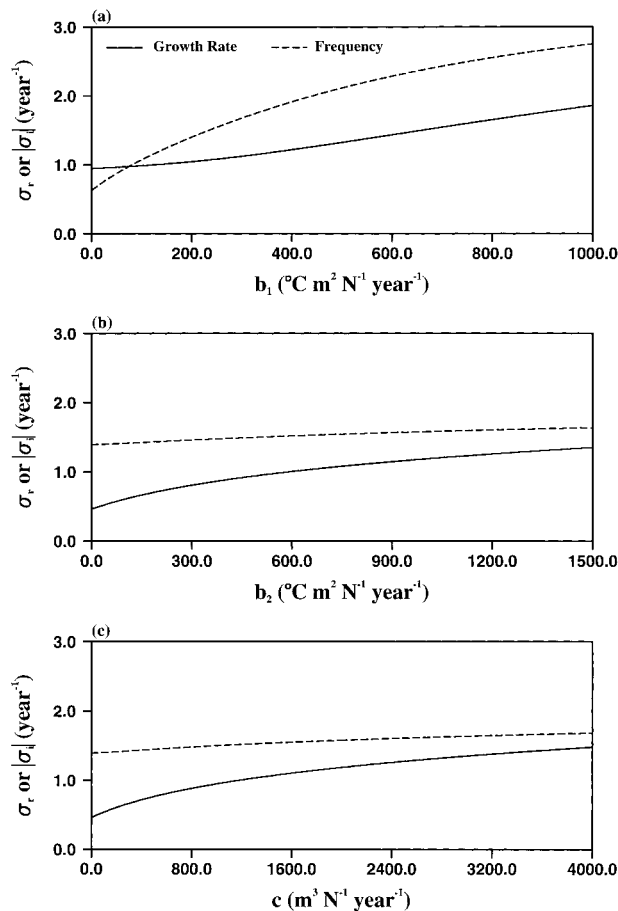 (a)
3.0
Growth Rate
Frequency
2.0
1.0
0.0
σr or |σi| (year-1)
0.0 200.0 400.0 600.0 800.0 1000.0
b1 (°C m2 N-1 year-1)
(b)
3.0
2.0
1.0
0.0
σr or |σi| (year-1)
0.0 300.0 600.0 900.0 1200.0 1500.0
b2 (°C m2 N-1 year-1)
(c)
3.0
2.0
1.0
0.0
σr or |σi| (year-1)
0.0 800.0 1600.0 2400.0 3200.0 4000.0
c (m3 N-1 year-1)